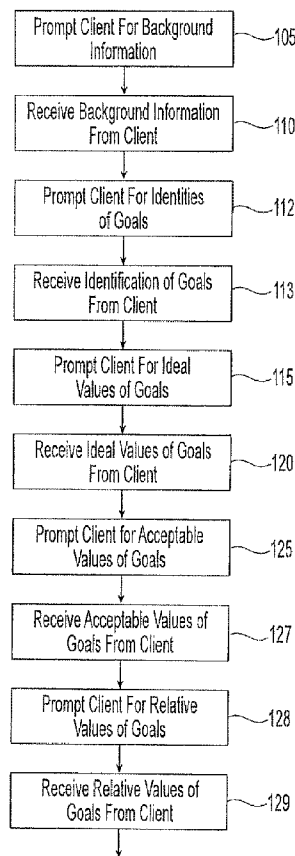 Prompt Client For Background
Information
105
Receive Background Information
From Client
110
Prompt Client For Identities
of Goals
112
Receive Identification of Goals
From Client
113
Prompt Client For Ideal
Values of Goals
115
Receive Ideal Values of Goals
From Client
120
Prompt Client for Acceptable
Values of Goals
125
Receive Acceptable Values of
Goals From Client
127
Prompt Client For Relative
Values of Goals
128
Receive Relative Values of
Goals From Client
129